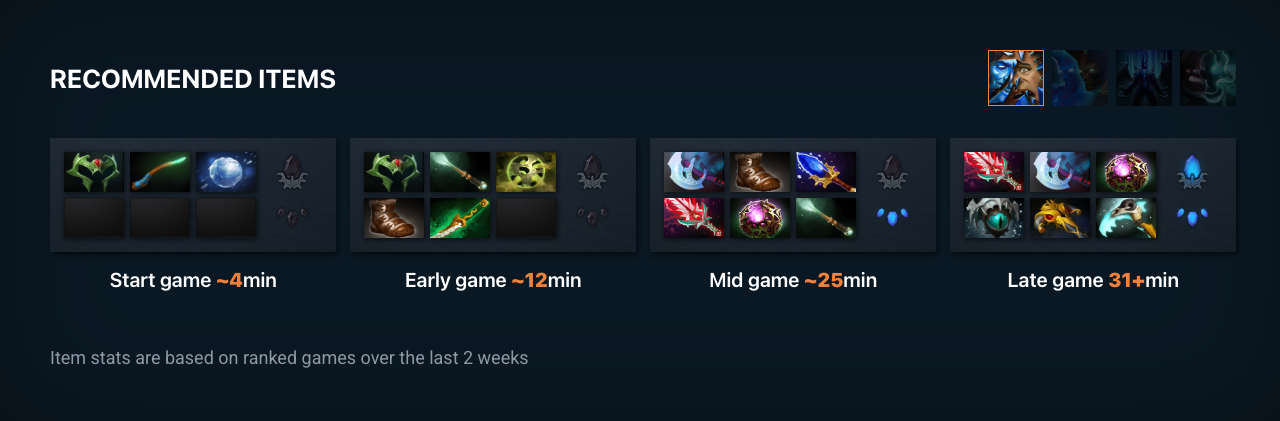 RECOMMENDED ITEMS
Start game ~4min
Early game ~12min
Mid game ~25min
Late game 31+min
Item stats are based on ranked games over the last 2 weeks